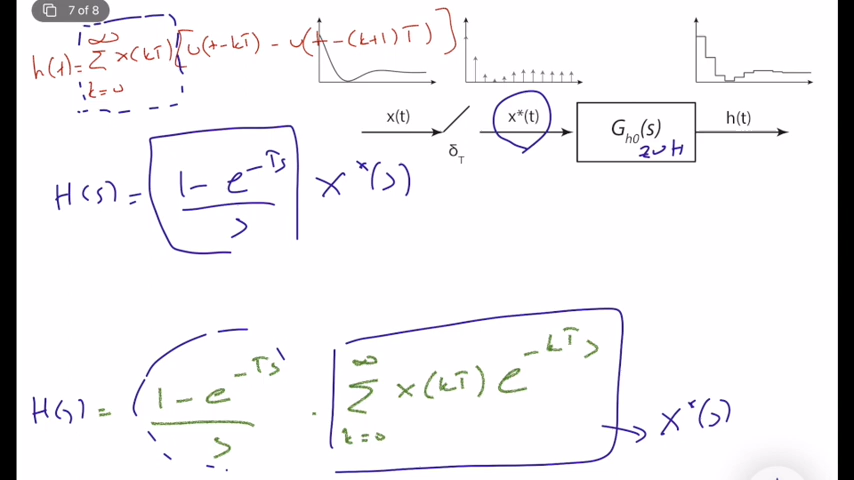 7 of 8
h(t) = ∞ Σ k=0 x(kT) [u(t-kT) - u(t-(k+1)T)]
x(t)
δT
x*(t)
Gh0(s)
ZOH
h(t)
H(s) = 1 - e^-Ts / s X*(s)
H(s) = 1 - e^-Ts / s . ∞ Σ k=0 x(kT) e^-kTs → X*(s)